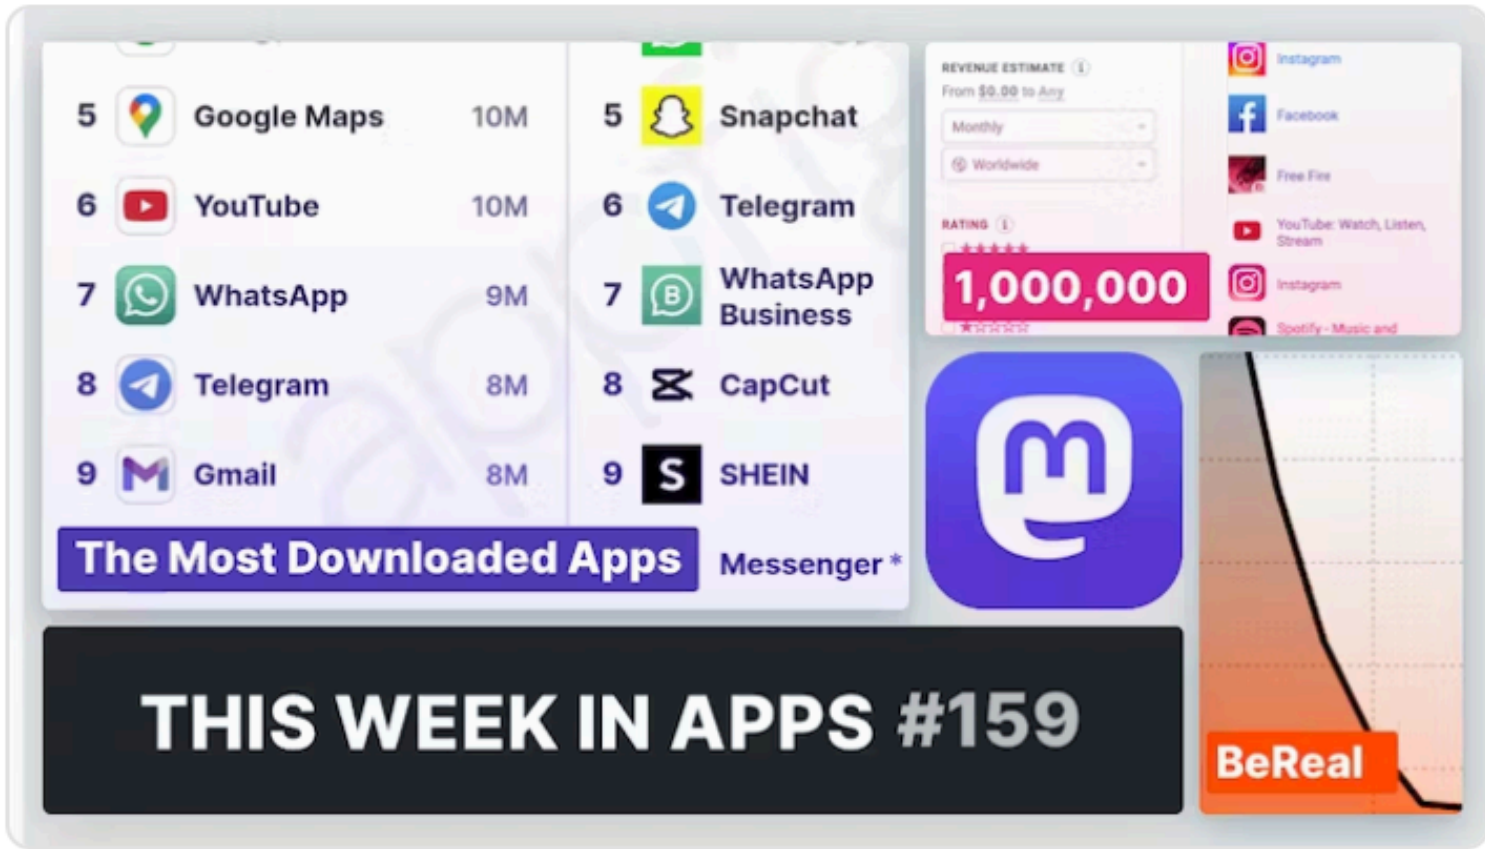 5 Google Maps 10M
6 YouTube 10M
7 WhatsApp 9M
8 Telegram 8M
9 Gmail 8M
The Most Downloaded Apps
5 Snapchat
6 Telegram
7 WhatsApp
Business
8 CapCut
9 S SHEIN
Messenger *
appfig
REVENUE ESTIMATE i
From $0.00 to Any
Monthly
Worldwide
RATING i
1,000,000
Instagram
Facebook
Free Fire
YouTube: Watch, Listen,
Stream
Instagram
Spotify - Music and
m
THIS WEEK IN APPS #159
BeReal